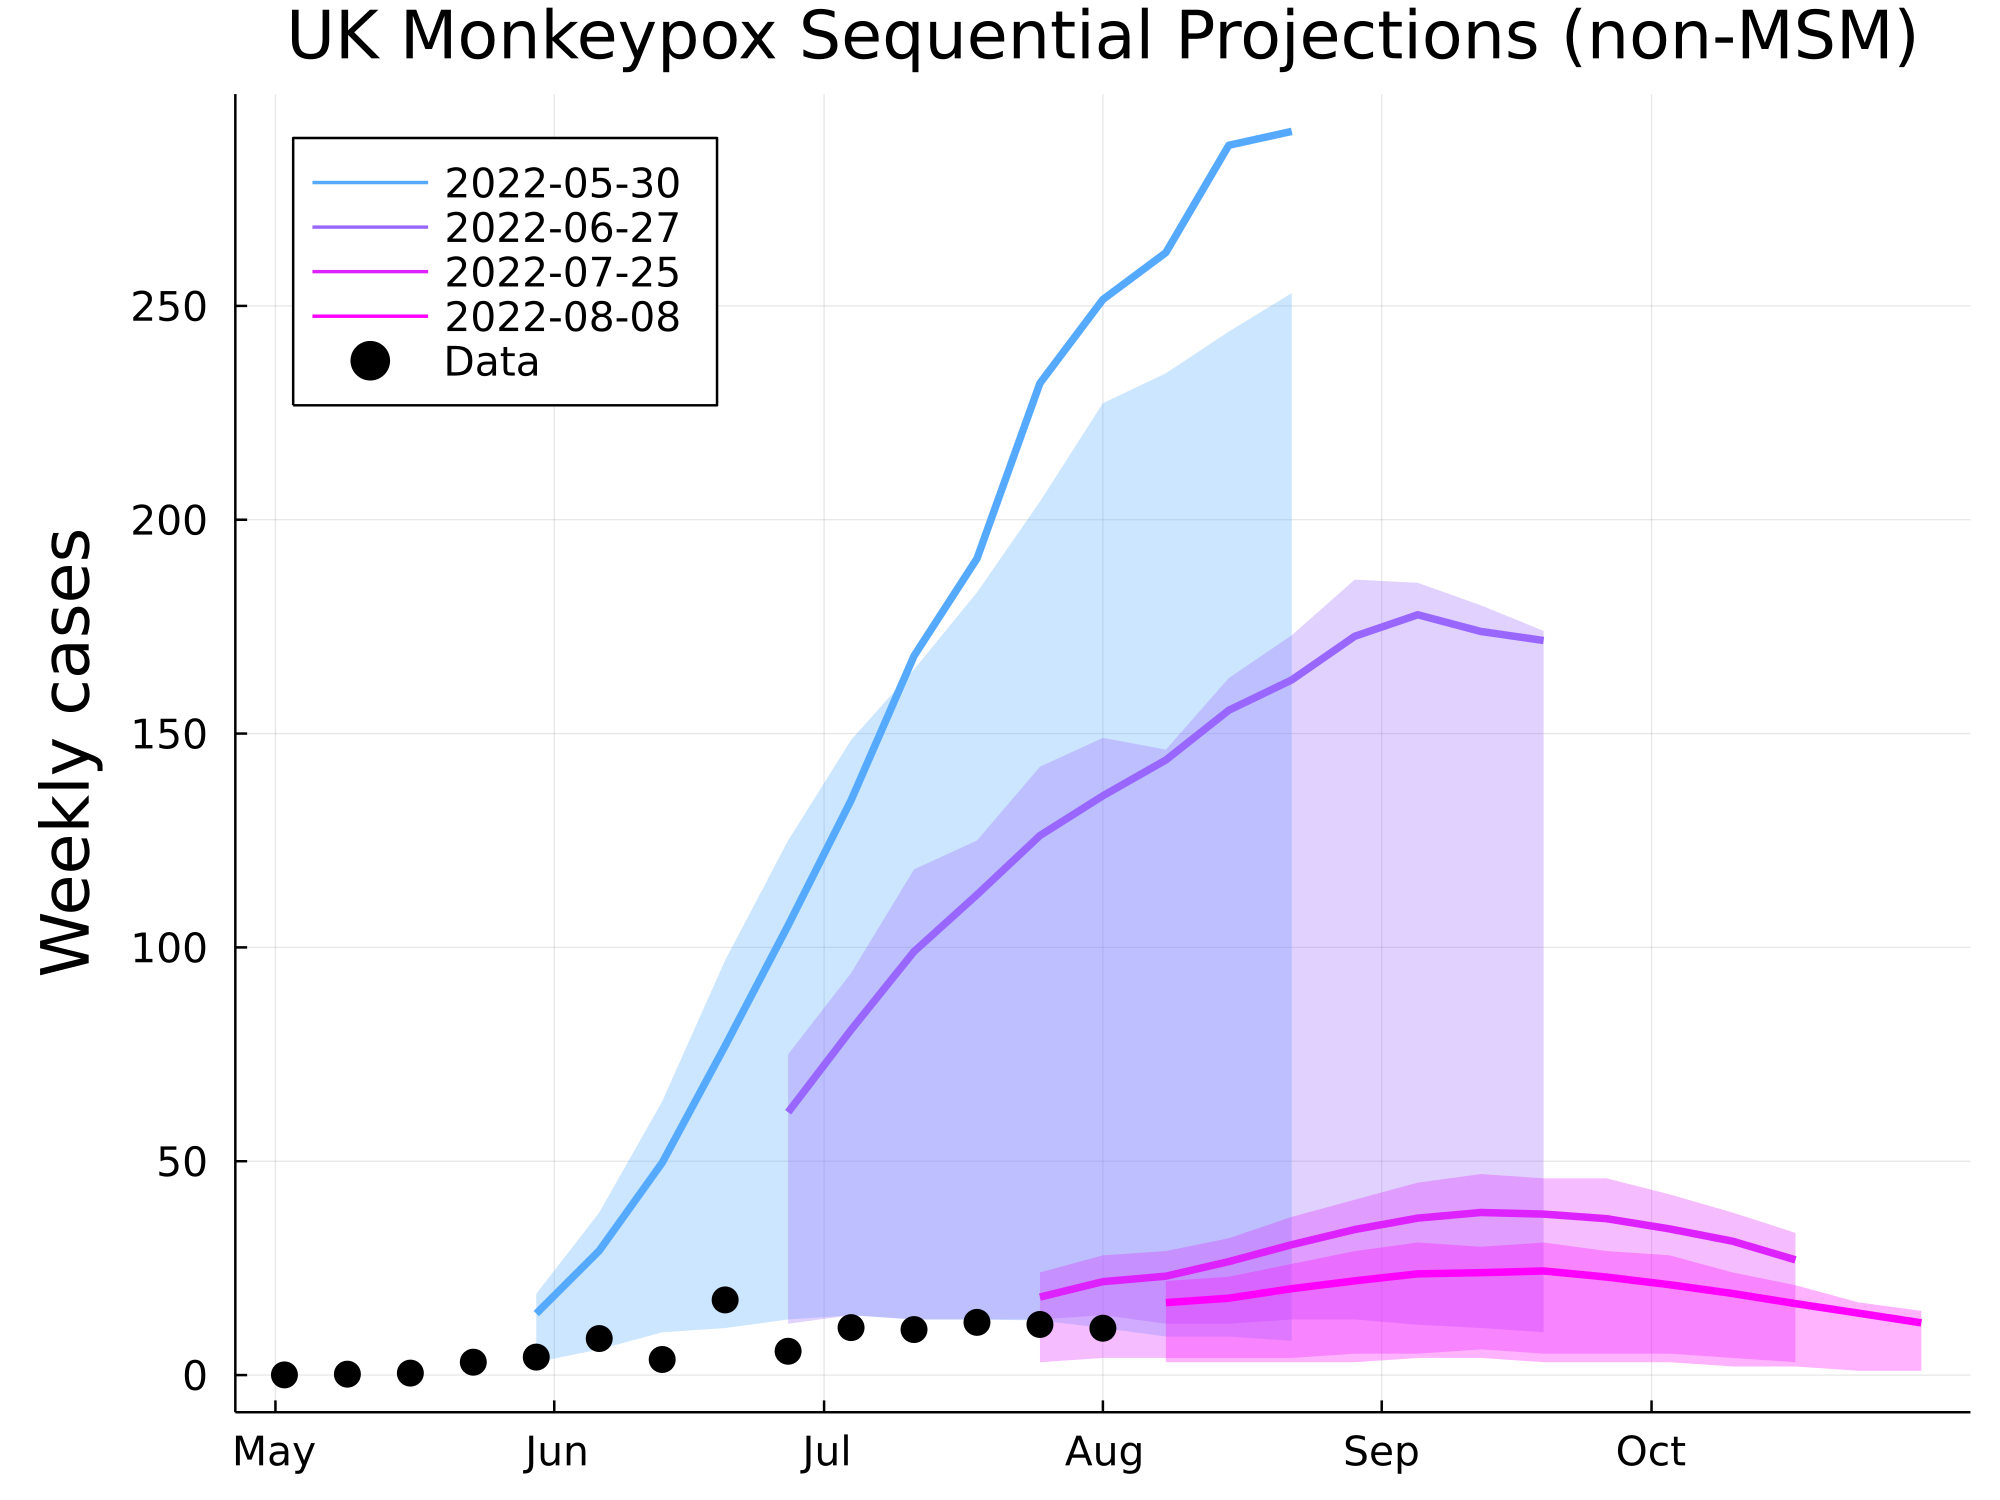 UK Monkeypox Sequential Projections (non-MSM)
2022-05-30
2022-06-27
2022-07-25
2022-08-08
Data
Weekly cases
250
200
150
100
50
0
May Jun Jul Aug Sep Oct